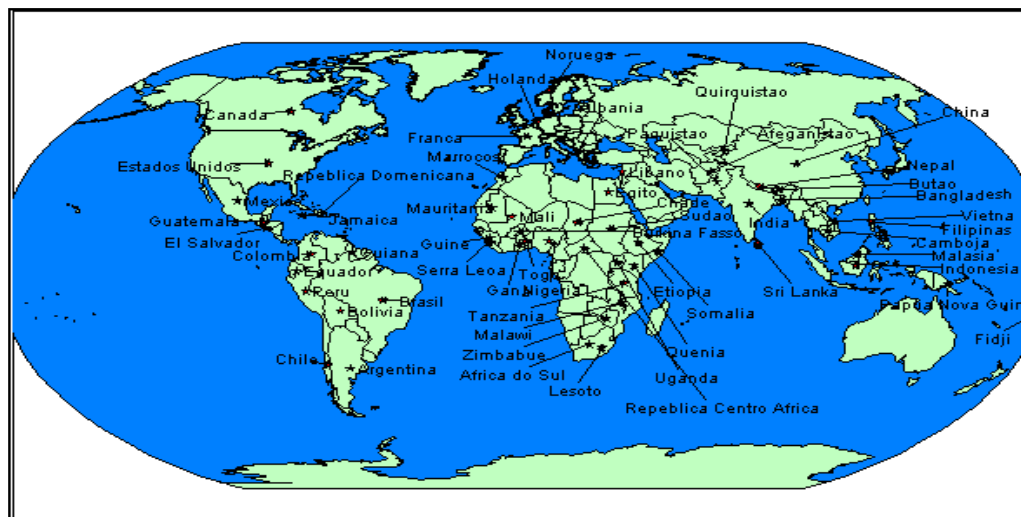 Noruega
Holanda
Albania
Quirquistao
Canada
China
Franca
Paquistao
Afeganistao
Marrocos
Estados Unidos
Libano
Nepal
Republica Domenicana
Egito
Butao
Mexico
Bangladesh
Mauritania
Mali
Chade
Sudao
Guatemala
Jamaica
India
Vietna
Burkina Fasso
Filipinas
El Salvador
Guine
Camboja
Colombia
Guiana
Malasia
Serra Leoa
Togo
Indonesia
Equador
Sri Lanka
Gana
Nigeria
Etiopia
Peru
Brasil
Papua Nova Guin
Bolivia
Tanzania
Somalia
Malawi
Fidji
Zimbabue
Quenia
Chile
Argentina
Africa do Sul
Uganda
Lesoto
Repeblica Centro Africa